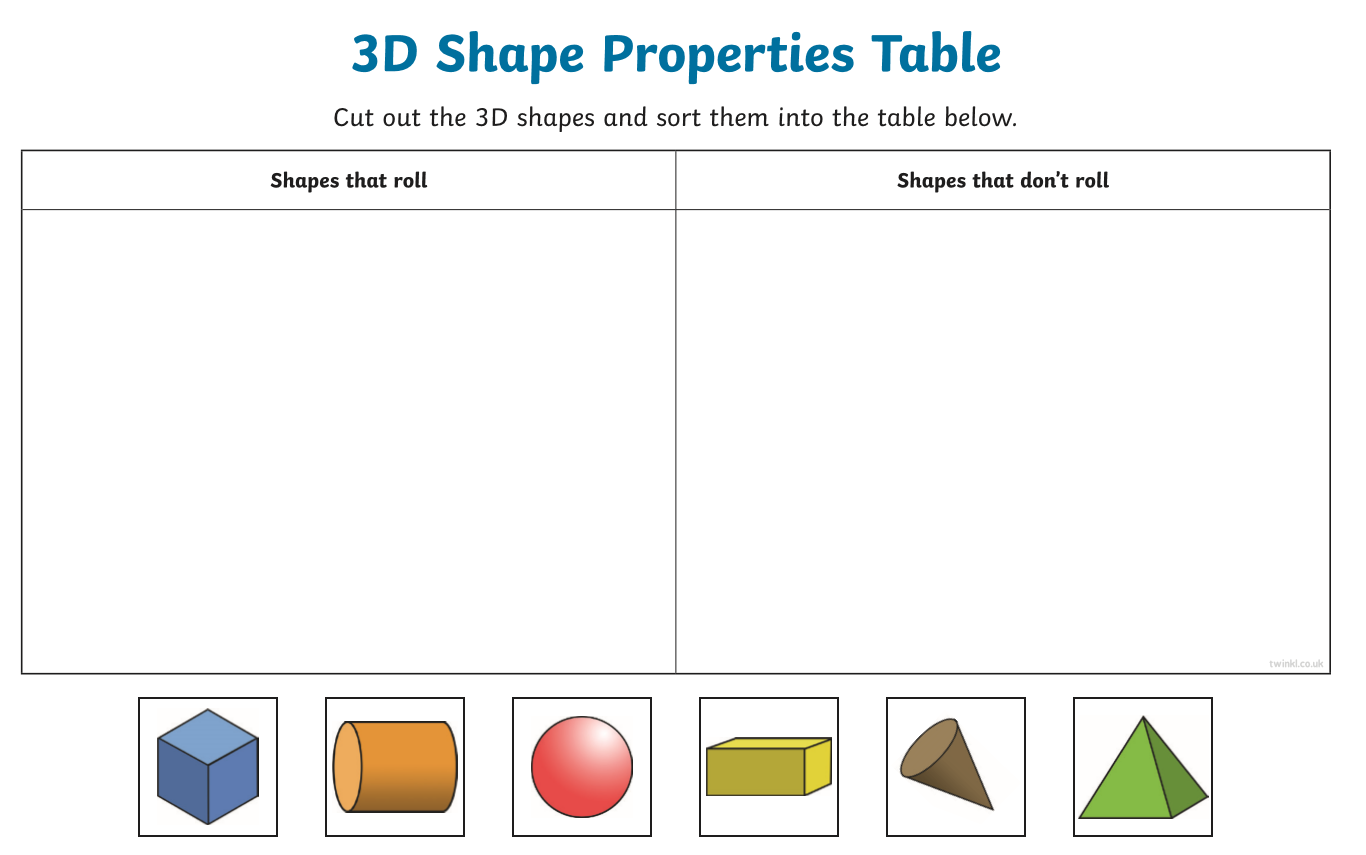 3D Shape Properties Table
Cut out the 3D shapes and sort them into the table below.
Shapes that roll
Shapes that don't roll
twinkl.co.uk